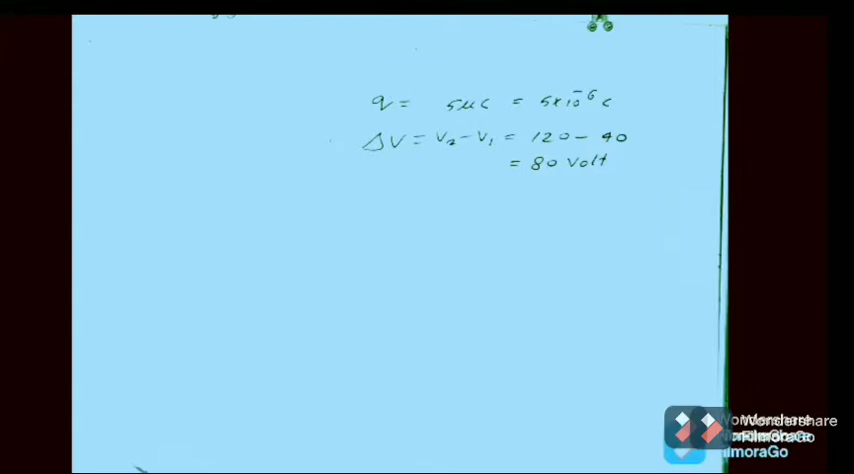 q = 5μc = 5×10⁻⁶ c
ΔV = V₂ - V₁ = 120 - 40
= 80 Volt
Wondershare
FilmoraGo